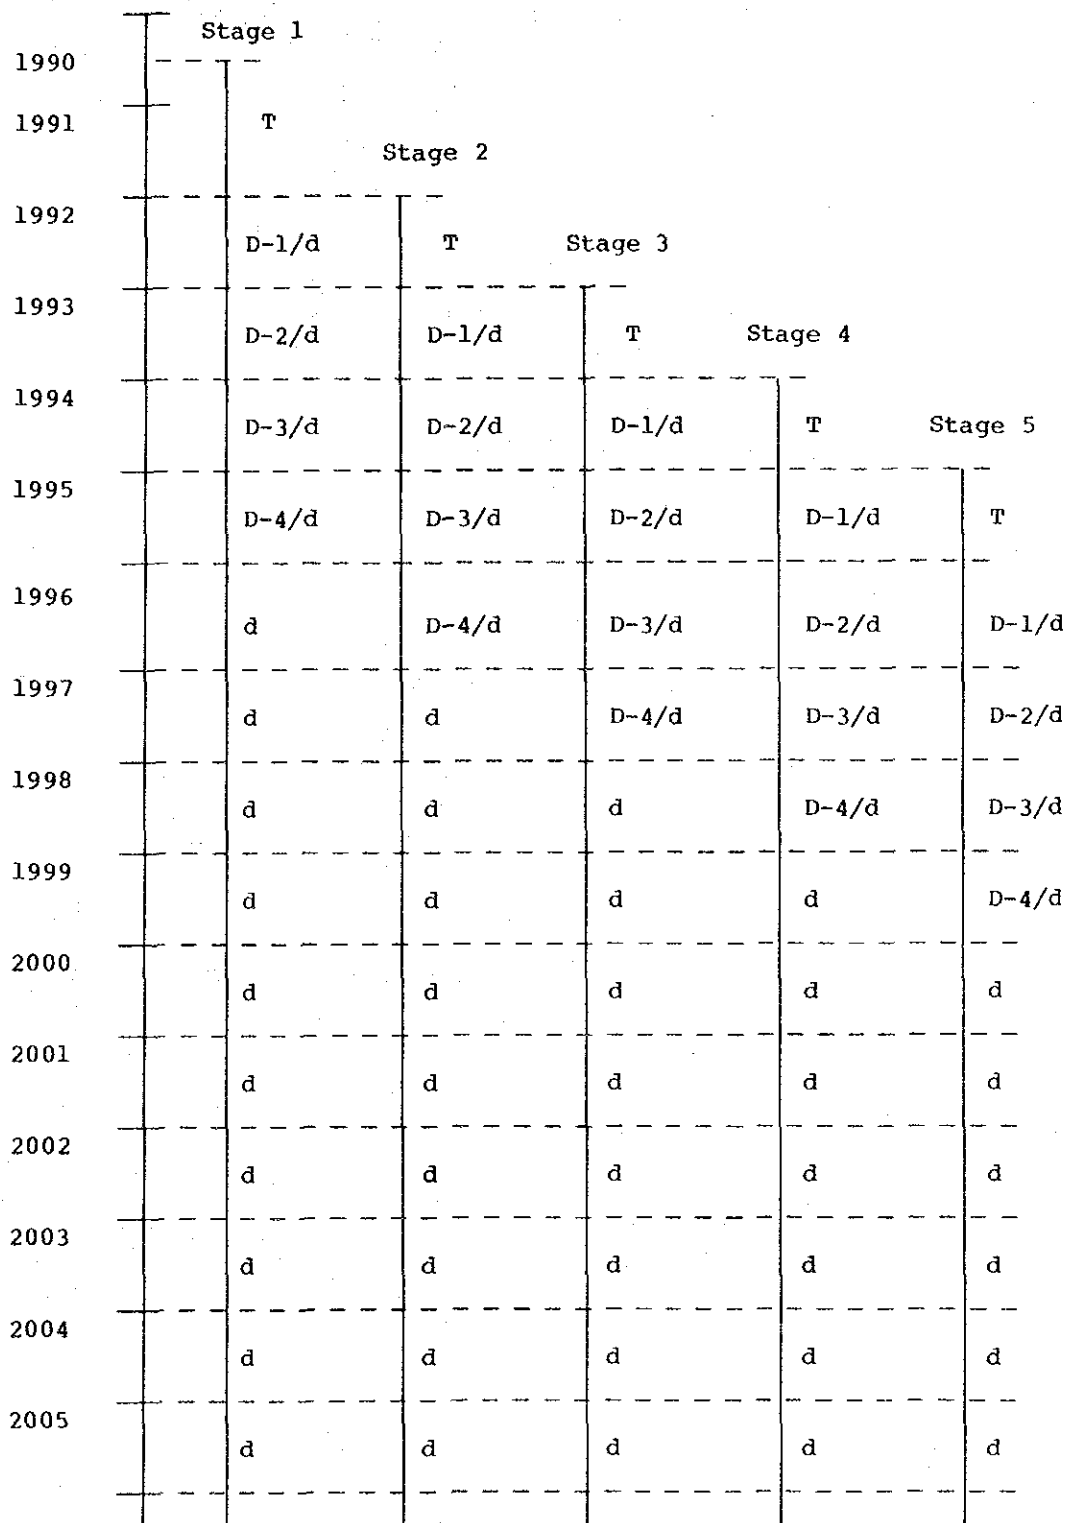 Stage 1
1990
1991 T
Stage 2
1992
D-1/d T Stage 3
1993
D-2/d D-1/d T Stage 4
1994
D-3/d D-2/d D-1/d T Stage 5
1995
D-4/d D-3/d D-2/d D-1/d T
1996
d D-4/d D-3/d D-2/d D-1/d
1997
d d D-4/d D-3/d D-2/d
1998
d d d D-4/d D-3/d
1999
d d d d D-4/d
2000
d d d d d
2001
d d d d d
2002
d d d d d
2003
d d d d d
2004
d d d d d
2005
d d d d d